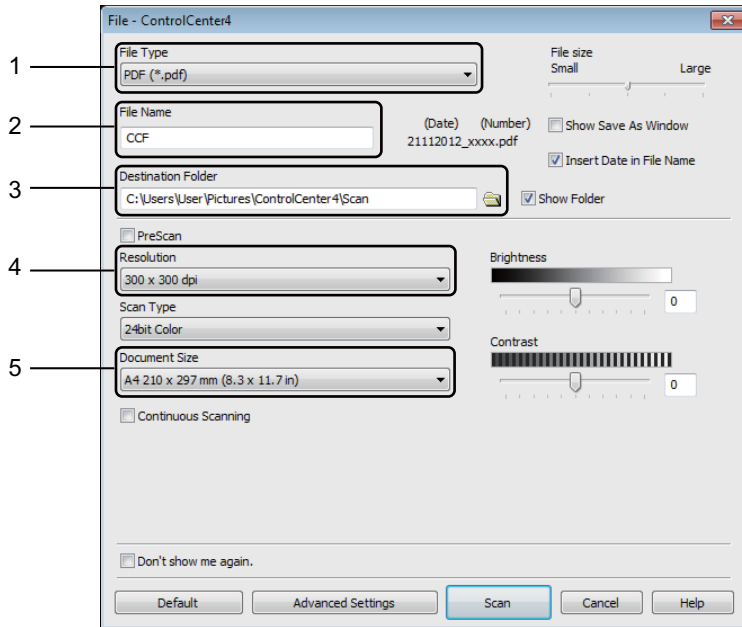 File - ControlCenter4
1
File Type
PDF (*.pdf)
File size
Small Large
2
File Name
CCF
(Date) (Number)
21112012_xxxx.pdf
Show Save As Window
Insert Date in File Name
3
Destination Folder
C:\Users\User\Pictures\ControlCenter4\Scan
Show Folder
PreScan
4
Resolution
300 x 300 dpi
Brightness
0
Scan Type
24bit Color
Contrast
0
5
Document Size
A4 210 x 297 mm (8.3 x 11.7 in)
Continuous Scanning
Don't show me again.
Default Advanced Settings Scan Cancel Help